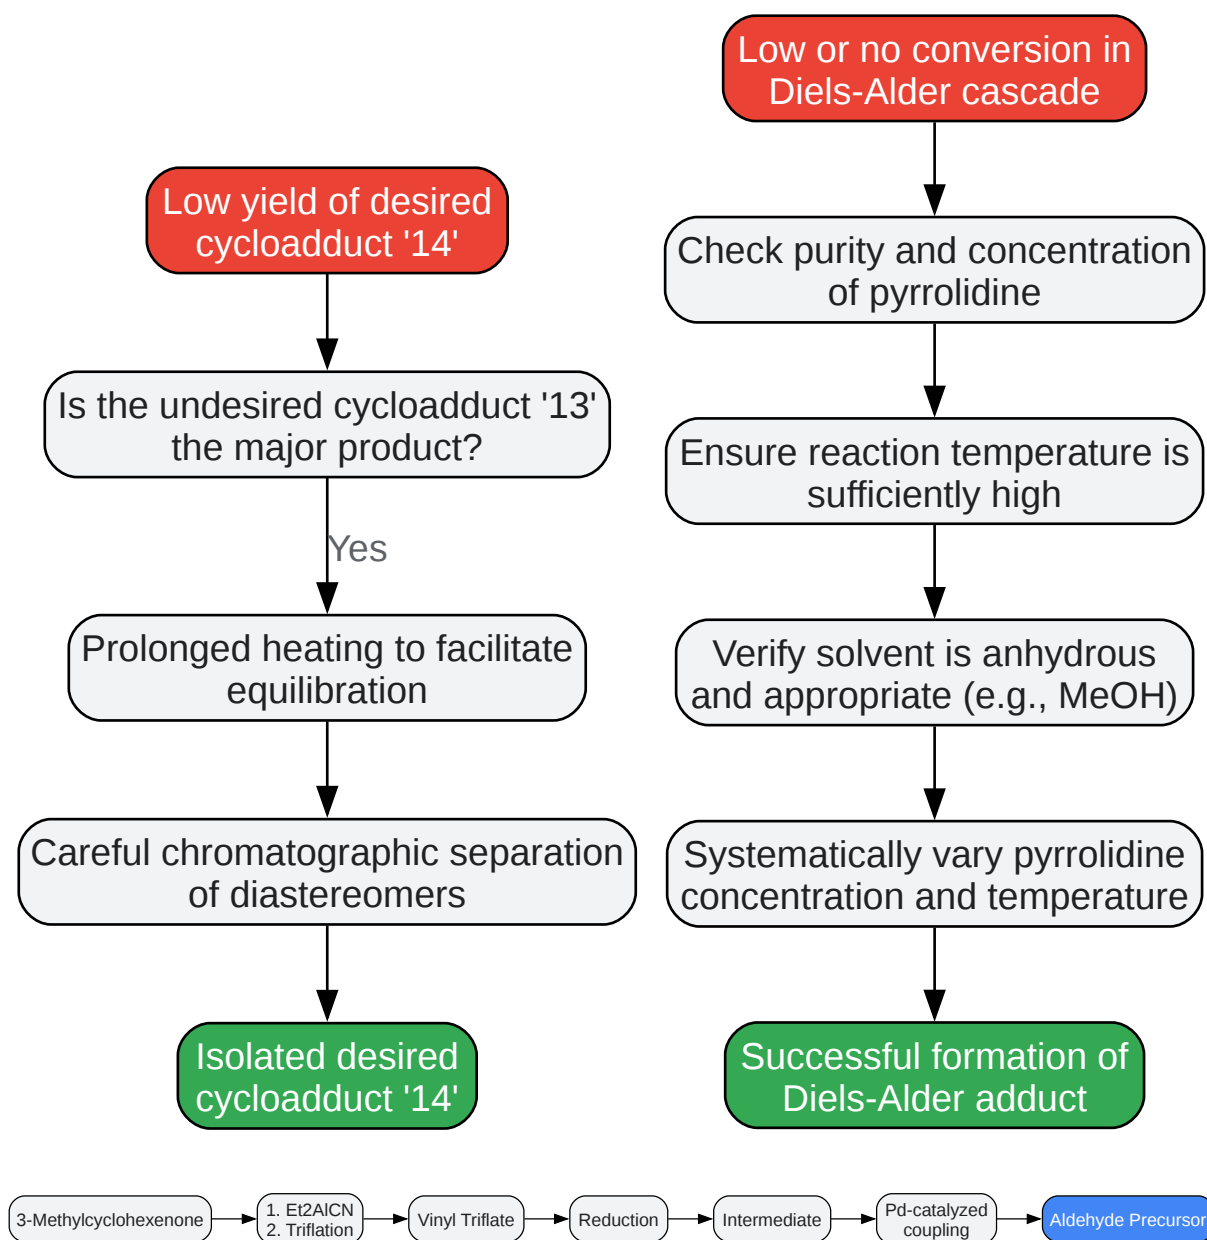 Low yield of desired
cycloadduct '14'
Is the undesired cycloadduct '13'
the major product?
Yes
Prolonged heating to facilitate
equilibration
Careful chromatographic separation
of diastereomers
Isolated desired
cycloadduct '14'
Low or no conversion in
Diels-Alder cascade
Check purity and concentration
of pyrrolidine
Ensure reaction temperature is
sufficiently high
Verify solvent is anhydrous
and appropriate (e.g., MeOH)
Systematically vary pyrrolidine
concentration and temperature
Successful formation of
Diels-Alder adduct
3-Methylcyclohexenone
1. Et2AlCN
2. Triflation
Vinyl Triflate
Reduction
Intermediate
Pd-catalyzed
coupling
Aldehyde Precursor